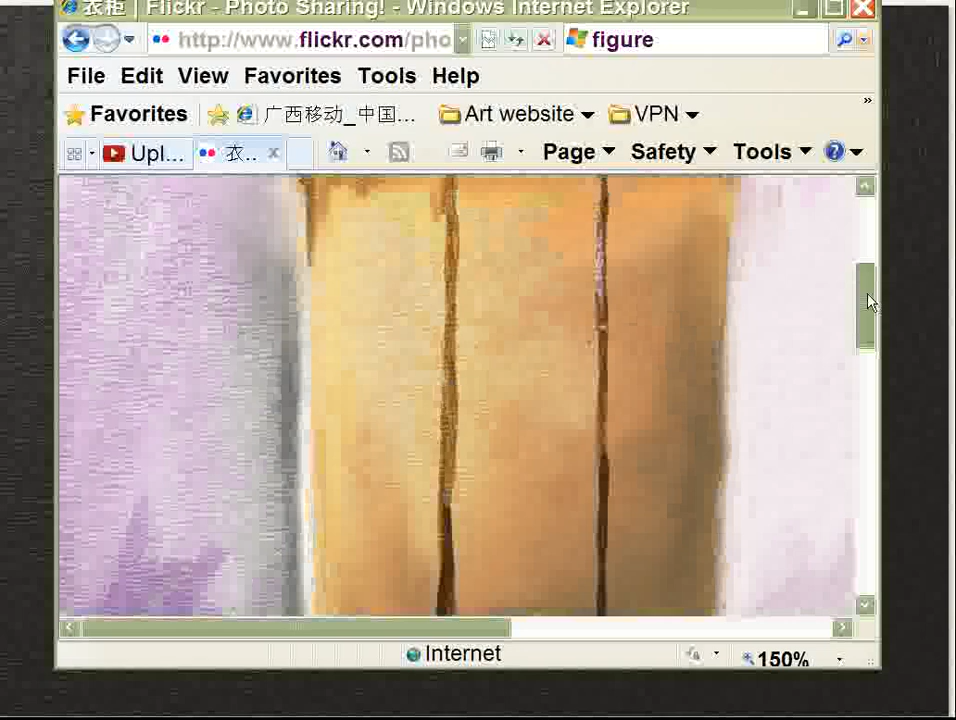 衣柜 | Flickr - Photo Sharing! - Windows Internet Explorer
http://www.flickr.com/pho
figure
File Edit View Favorites Tools Help
Favorites 广西移动_中国... Art website VPN »
Upl... 衣.. Page Safety Tools
Internet
150%